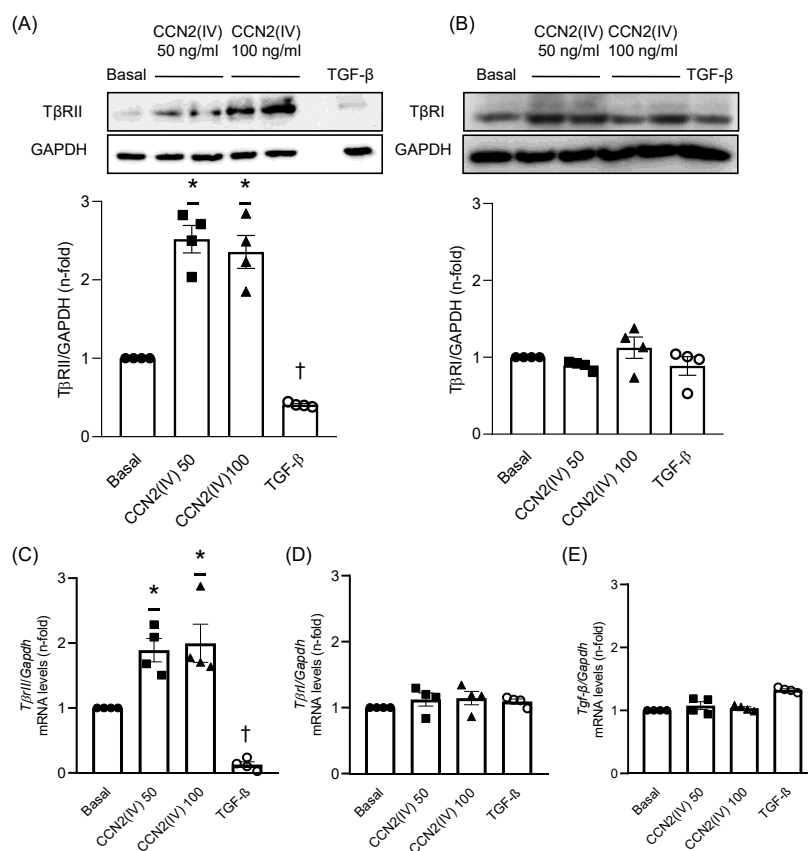 (A)
CCN2(IV) CCN2(IV)
50 ng/ml 100 ng/ml
Basal TGF-β
TβRII
GAPDH
TβRII/GAPDH (n-fold)
3
2
1
0
* * †
Basal
CCN2(IV) 50
CCN2(IV)100
TGF-β
(B)
CCN2(IV) CCN2(IV)
50 ng/ml 100 ng/ml
Basal TGF-β
TβRI
GAPDH
TβRI/GAPDH (n-fold)
3
2
1
0
Basal
CCN2(IV) 50
CCN2(IV) 100
TGF-β
(C)
TβrII/Gapdh
mRNA levels (n-fold)
3
2
1
0
* * †
Basal
CCN2(IV) 50
CCN2(IV) 100
TGF-ß
(D)
TβrI/Gapdh
mRNA levels (n-fold)
3
2
1
0
Basal
CCN2(IV) 50
CCN2(IV) 100
TGF-ß
(E)
Tgf-β/Gapdh
mRNA levels (n-fold)
3
2
1
0
Basal
CCN2(IV) 50
CCN2(IV) 100
TGF-ß